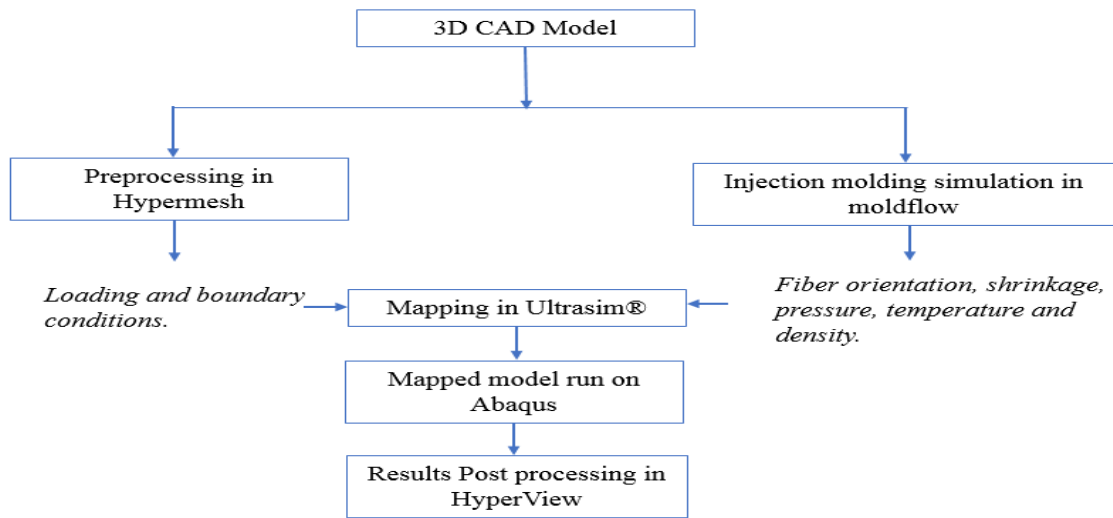 3D CAD Model
Preprocessing in
Hypermesh
Injection molding simulation in
moldflow
Loading and boundary
conditions.
Mapping in Ultrasim®
Fiber orientation, shrinkage,
pressure, temperature and
density.
Mapped model run on
Abaqus
Results Post processing in
HyperView